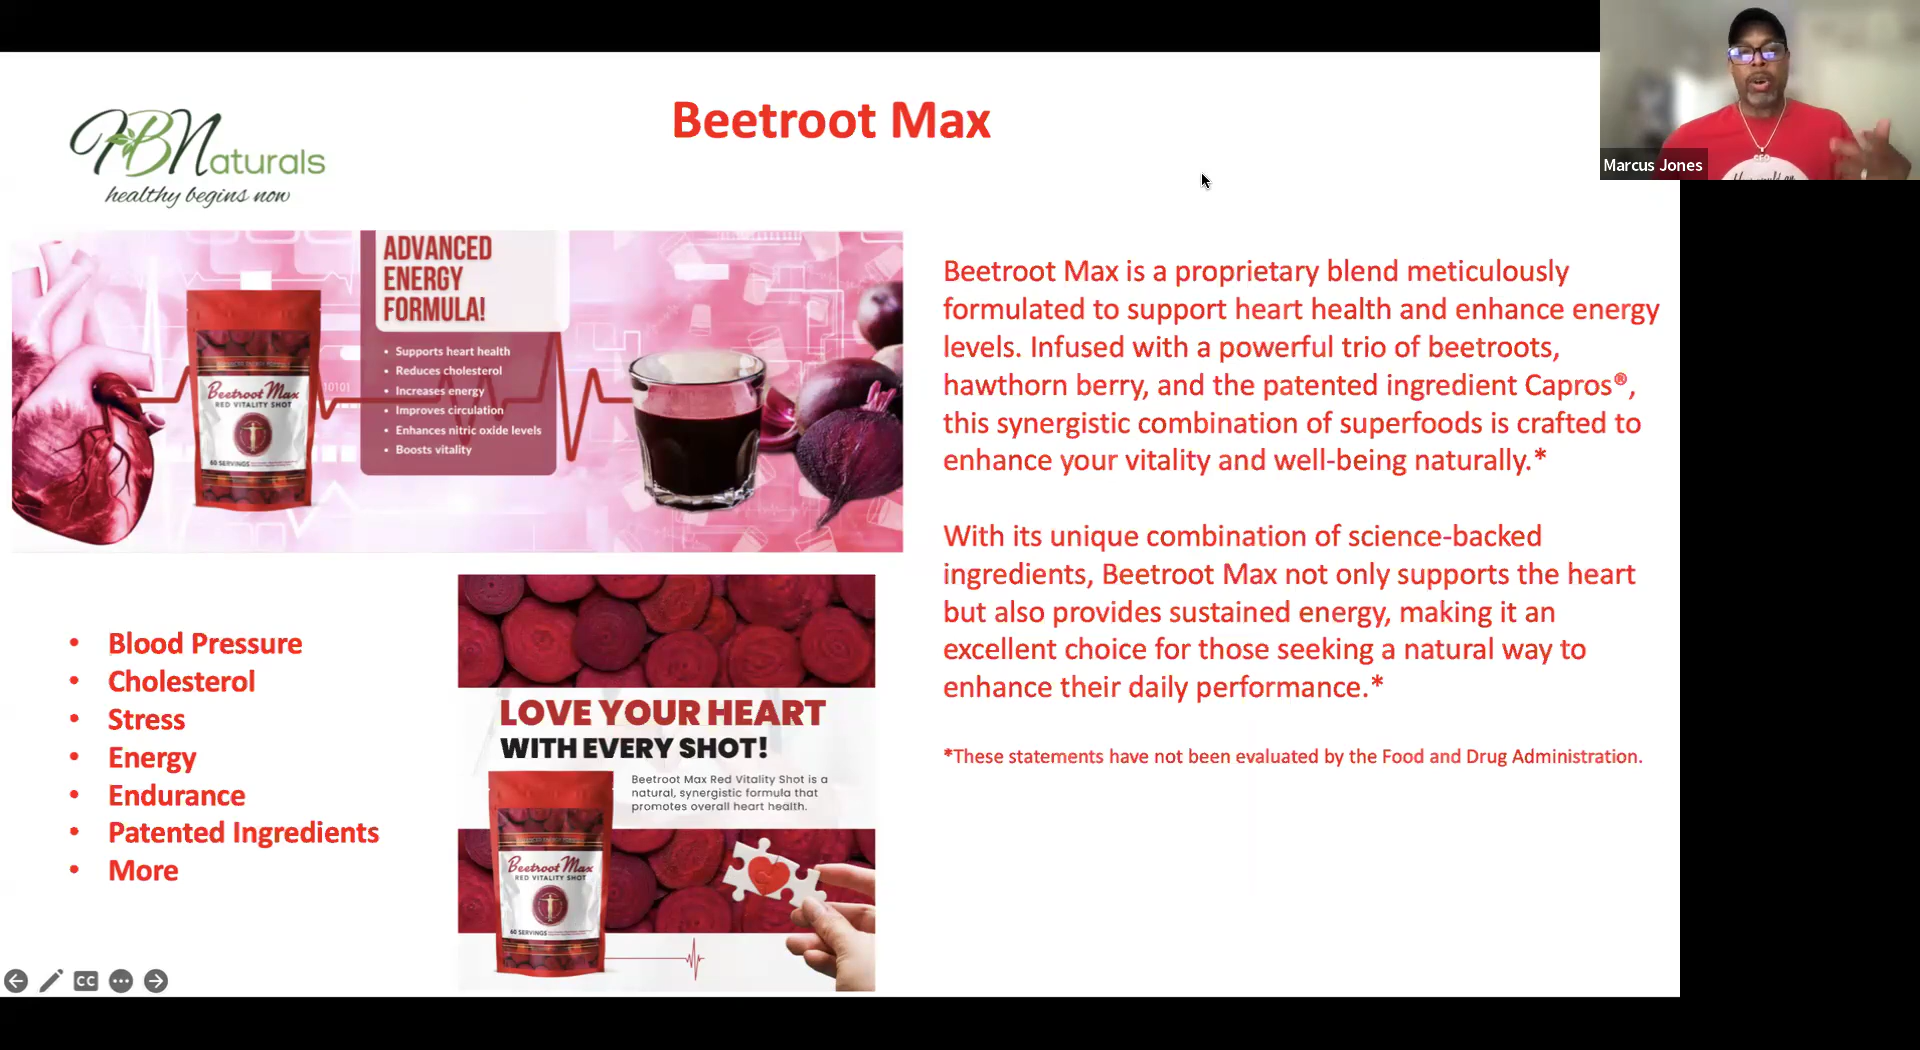 HBNaturals
healthy begins now
Beetroot Max
Marcus Jones
CEO
ADVANCED
ENERGY
FORMULA!
• Supports heart health
• Reduces cholesterol
• Increases energy
• Improves circulation
• Enhances nitric oxide levels
• Boosts vitality
10101
Beetroot Max
RED VITALITY SHOT
60 SERVINGS
Beetroot Max is a proprietary blend meticulously
formulated to support heart health and enhance energy
levels. Infused with a powerful trio of beetroots,
hawthorn berry, and the patented ingredient Capros®,
this synergistic combination of superfoods is crafted to
enhance your vitality and well-being naturally.*
With its unique combination of science-backed
ingredients, Beetroot Max not only supports the heart
but also provides sustained energy, making it an
excellent choice for those seeking a natural way to
enhance their daily performance.*
*These statements have not been evaluated by the Food and Drug Administration.
• Blood Pressure
• Cholesterol
• Stress
• Energy
• Endurance
• Patented Ingredients
• More
LOVE YOUR HEART
WITH EVERY SHOT!
Beetroot Max Red Vitality Shot is a
natural, synergistic formula that
promotes overall heart health.
Beetroot Max
RED VITALITY SHOT
60 SERVINGS
CC